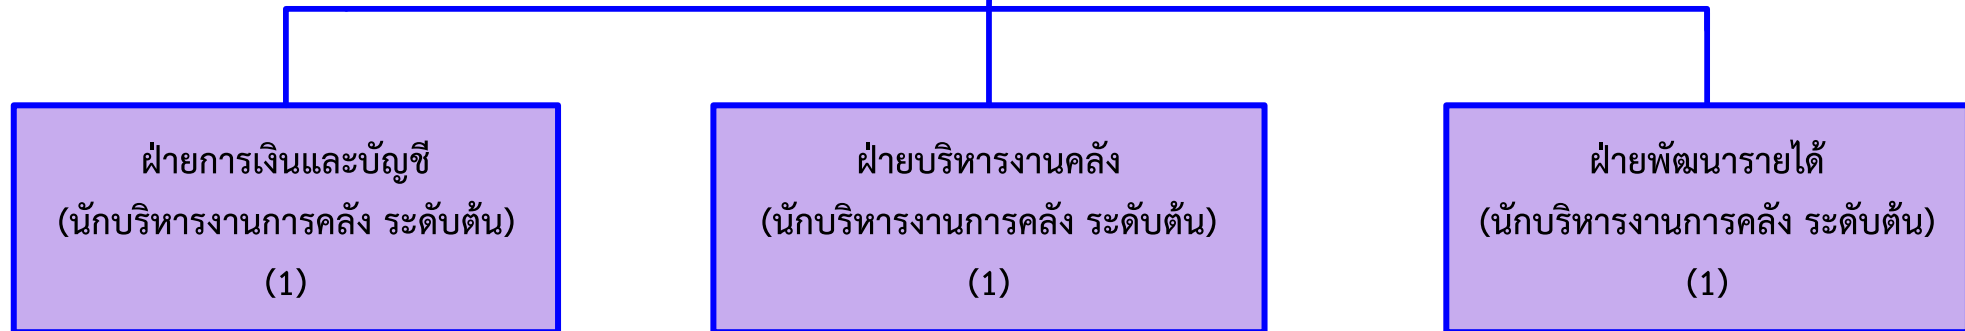 ฝ่ายการเงินและบัญชี
(นักบริหารงานการคลัง ระดับต้น)
(1)
ฝ่ายบริหารงานคลัง
(นักบริหารงานการคลัง ระดับต้น)
(1)
ฝ่ายพัฒนารายได้
(นักบริหารงานการคลัง ระดับต้น)
(1)